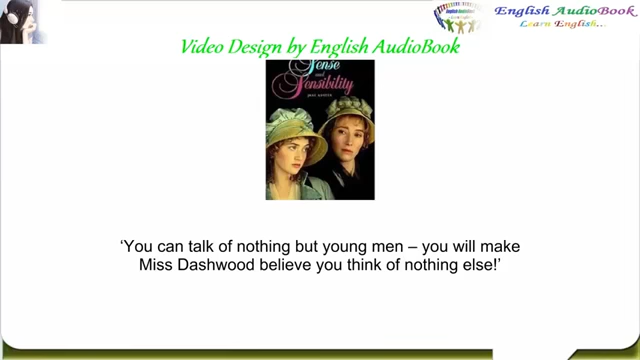 English AudioBook
Learn English...
Video Design by English AudioBook
Sense
and
Sensibility
JANE AUSTEN
‘You can talk of nothing but young men – you will make
Miss Dashwood believe you think of nothing else!’